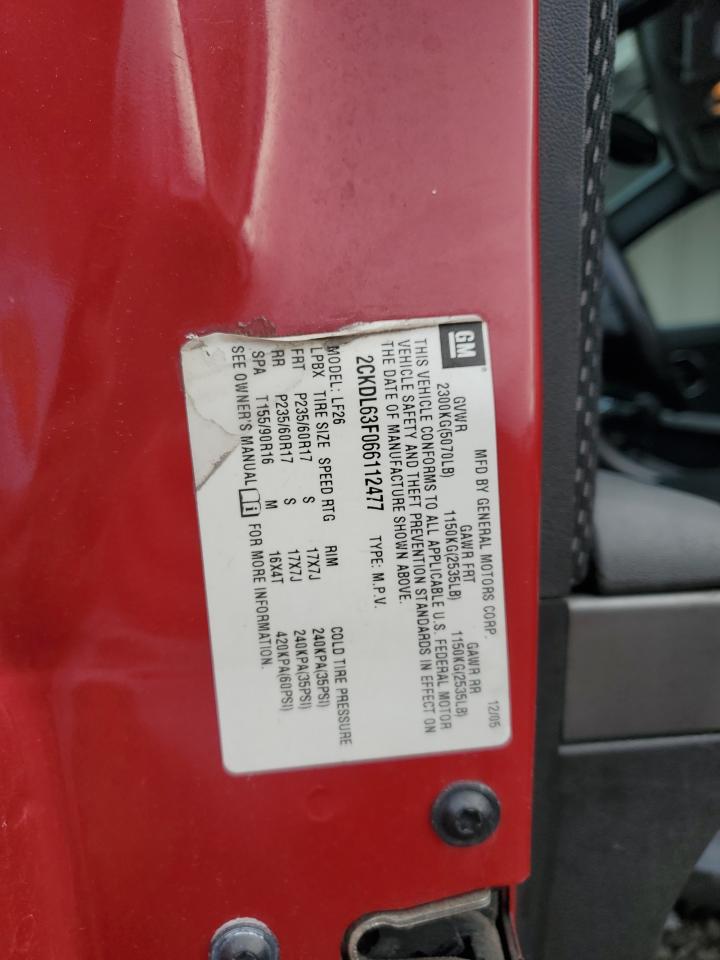 GM®
MFD BY GENERAL MOTORS CORP. 12/05
GVWR GAWR FRT GAWR RR
2300KG(5070LB) 1150KG(2535LB) 1150KG(2535LB)
THIS VEHICLE CONFORMS TO ALL APPLICABLE U.S. FEDERAL MOTOR
VEHICLE SAFETY AND THEFT PREVENTION STANDARDS IN EFFECT ON
THE DATE OF MANUFACTURE SHOWN ABOVE.
2CKDL63F066112477 TYPE: M.P.V.
MODEL: LF26
LPBX TIRE SIZE SPEED RTG RIM COLD TIRE PRESSURE
FRT P235/60R17 S 17X7J 240KPA(35PSI)
RR P235/60R17 S 17X7J 240KPA(35PSI)
SPA T155/90R16 M 16X4T 420KPA(60PSI)
SEE OWNER'S MANUAL i FOR MORE INFORMATION.